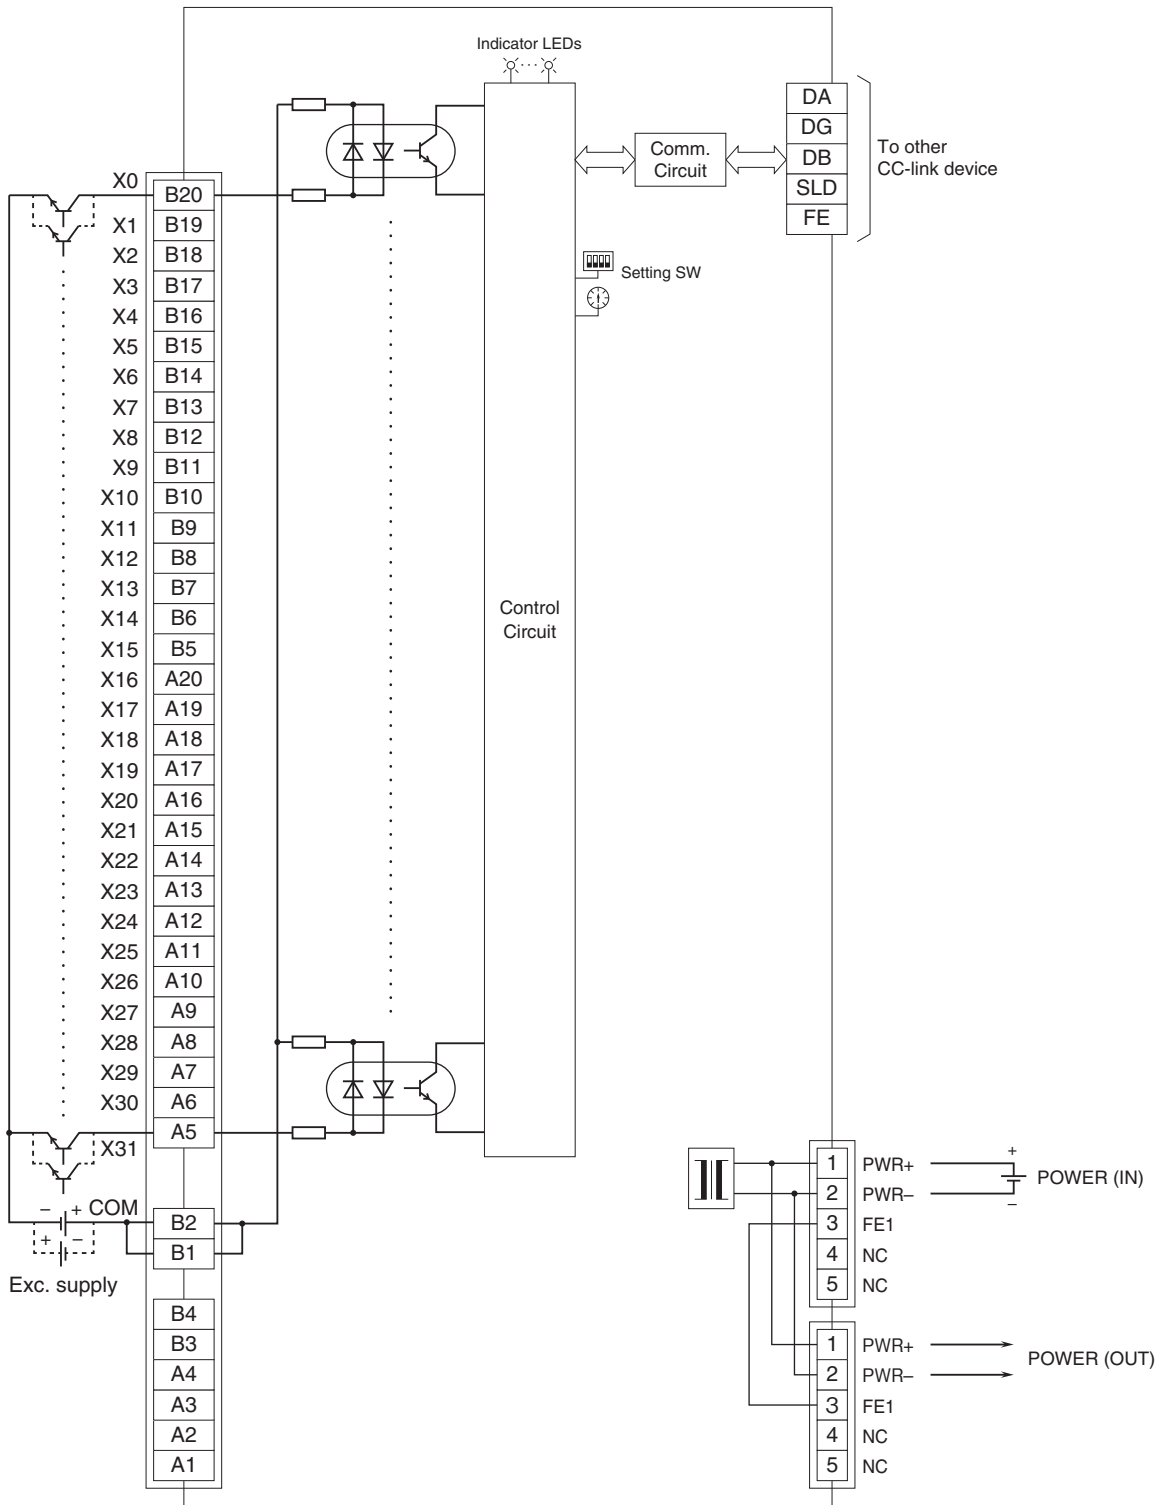 Indicator LEDs
DA
DG
DB
SLD
FE
To other
CC-link device
Comm.
Circuit
Setting SW
Control
Circuit
X0 B20
X1 B19
X2 B18
X3 B17
X4 B16
X5 B15
X6 B14
X7 B13
X8 B12
X9 B11
X10 B10
X11 B9
X12 B8
X13 B7
X14 B6
X15 B5
X16 A20
X17 A19
X18 A18
X19 A17
X20 A16
X21 A15
X22 A14
X23 A13
X24 A12
X25 A11
X26 A10
X27 A9
X28 A8
X29 A7
X30 A6
X31 A5
– + COM B2
+ – B1
Exc. supply
B4
B3
A4
A3
A2
A1
1 PWR+
2 PWR–
3 FE1
4 NC
5 NC
+
POWER (IN)
–
1 PWR+
2 PWR–
3 FE1
4 NC
5 NC
POWER (OUT)